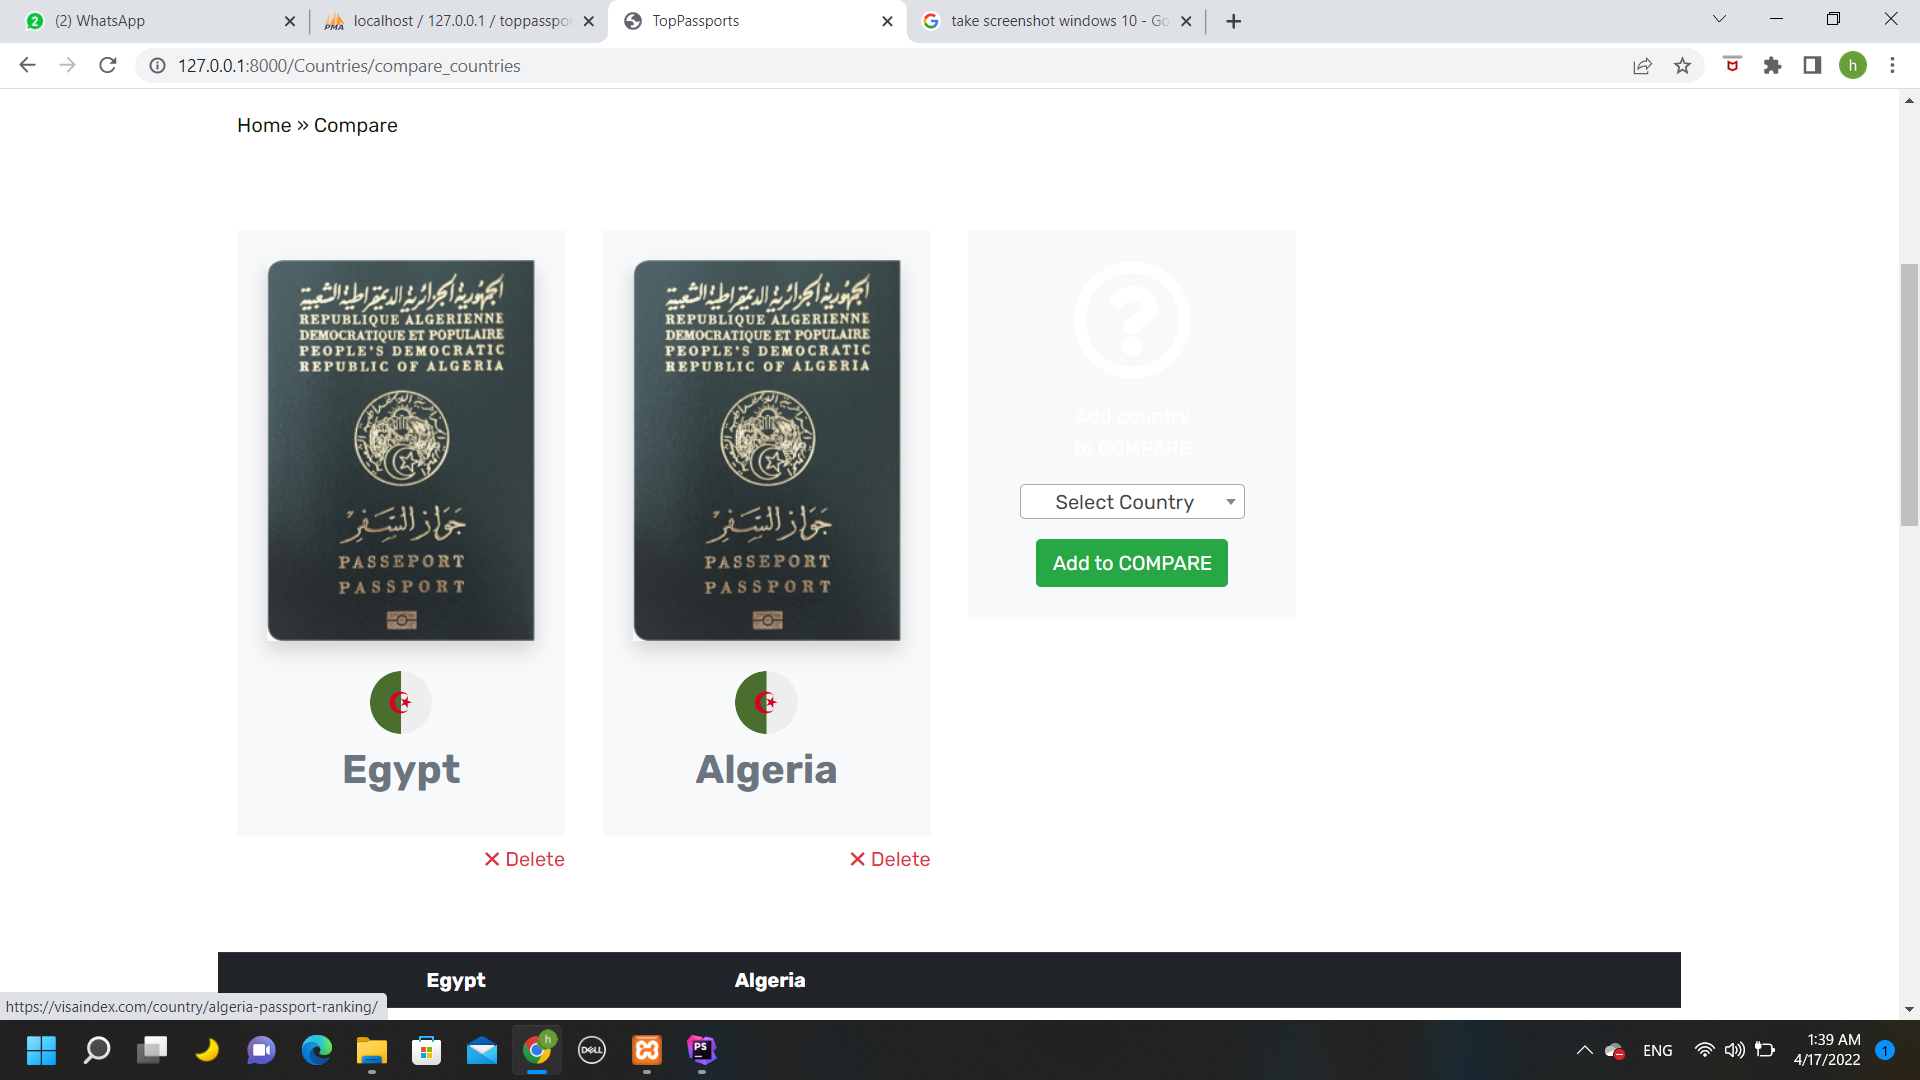 (2) WhatsApp
localhost / 127.0.0.1 / toppasspo
TopPassports
take screenshot windows 10 - Go
127.0.0.1:8000/Countries/compare_countries
h
Home » Compare
الجمهورية الجزائرية الديمقراطية الشعبية
REPUBLIQUE ALGERIENNE
DEMOCRATIQUE ET POPULAIRE
PEOPLE'S DEMOCRATIC
REPUBLIC OF ALGERIA
جواز السفر
PASSEPORT
PASSPORT
Egypt
✕ Delete
الجمهورية الجزائرية الديمقراطية الشعبية
REPUBLIQUE ALGERIENNE
DEMOCRATIQUE ET POPULAIRE
PEOPLE'S DEMOCRATIC
REPUBLIC OF ALGERIA
جواز السفر
PASSEPORT
PASSPORT
Algeria
✕ Delete
Add country
to COMPARE
Select Country
Add to COMPARE
Egypt Algeria
https://visaindex.com/country/algeria-passport-ranking/
h
DELL
PS
ENG
1:39 AM
4/17/2022
1